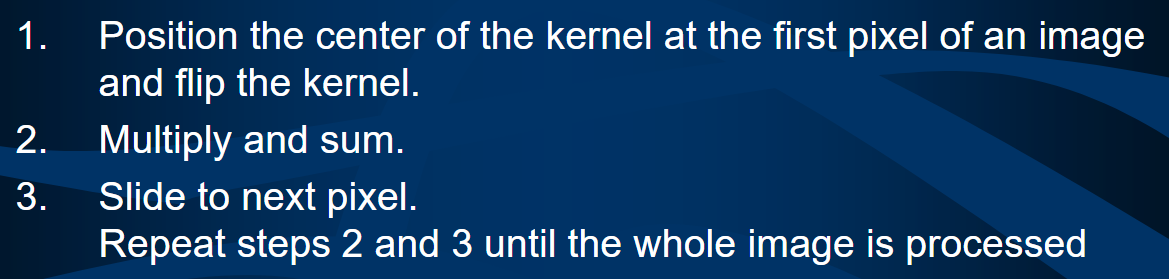 1. Position the center of the kernel at the first pixel of an image
and flip the kernel.
2. Multiply and sum.
3. Slide to next pixel.
Repeat steps 2 and 3 until the whole image is processed